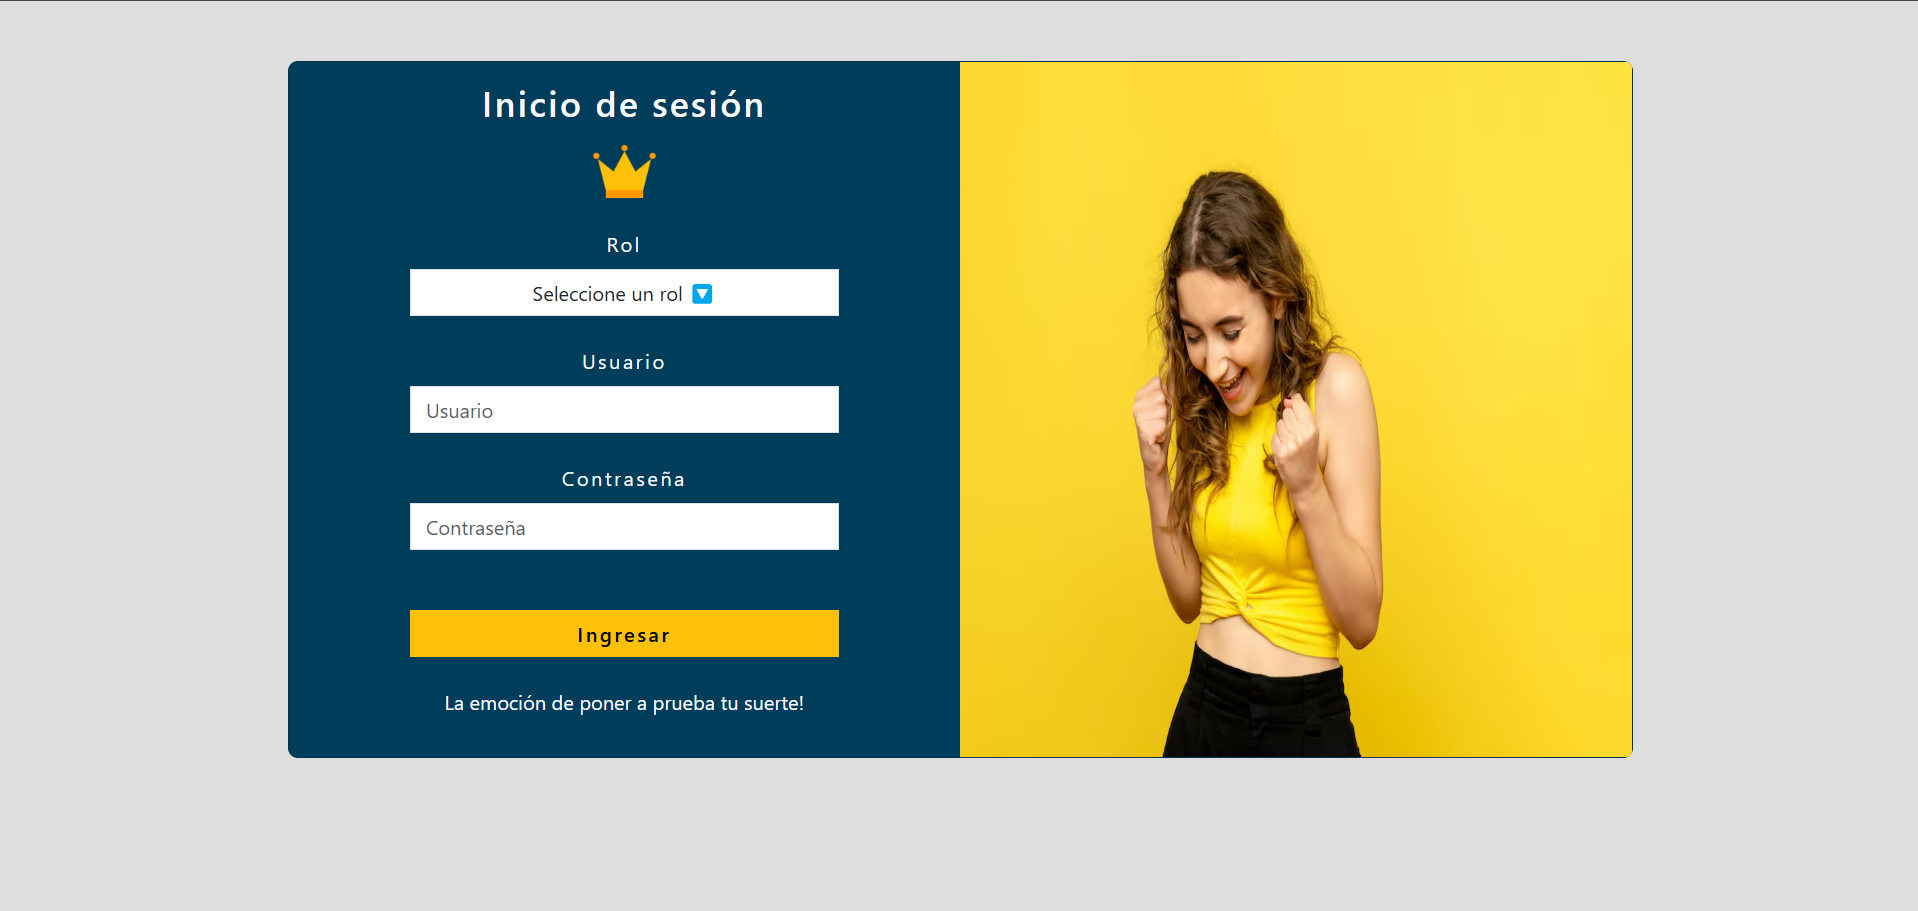 Inicio de sesión
Rol
Seleccione un rol 🔽
Usuario
Usuario
Contraseña
Contraseña
Ingresar
La emoción de poner a prueba tu suerte!